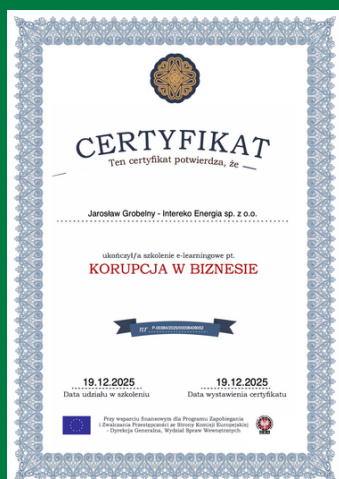 CERTYFIKAT
Ten certyfikat potwierdza, że
Jarosław Grobelny - Intereko Energia sp. z o.o.
ukończył/a szkolenie e-learningowe pt.
KORUPCJA W BIZNESIE
nr
19.12.2025 19.12.2025
Data udziału w szkoleniu Data wystawienia certyfikatu
Przy wsparciu finansowym dla Programu Zapobiegania
i Zwalczania Przestępczości ze Strony Komisji Europejskiej
- Dyrekcja Generalna, Wydział Spraw Wewnętrznych